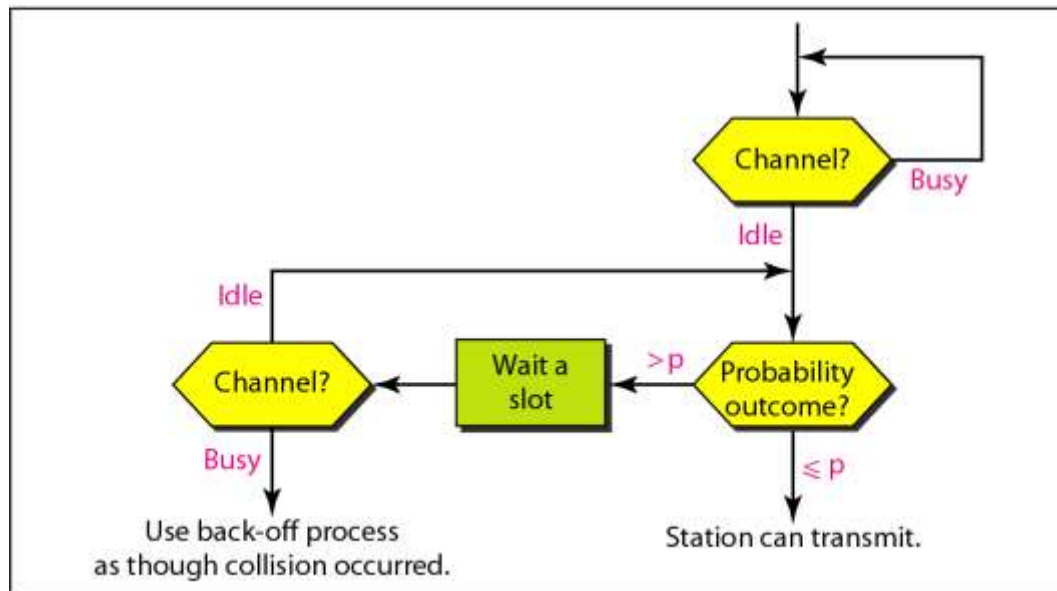 Channel?
Busy
Idle
Idle
Channel?
Wait a
slot
>p
Probability
outcome?
Busy
⩽ p
Use back-off process
as though collision occurred.
Station can transmit.